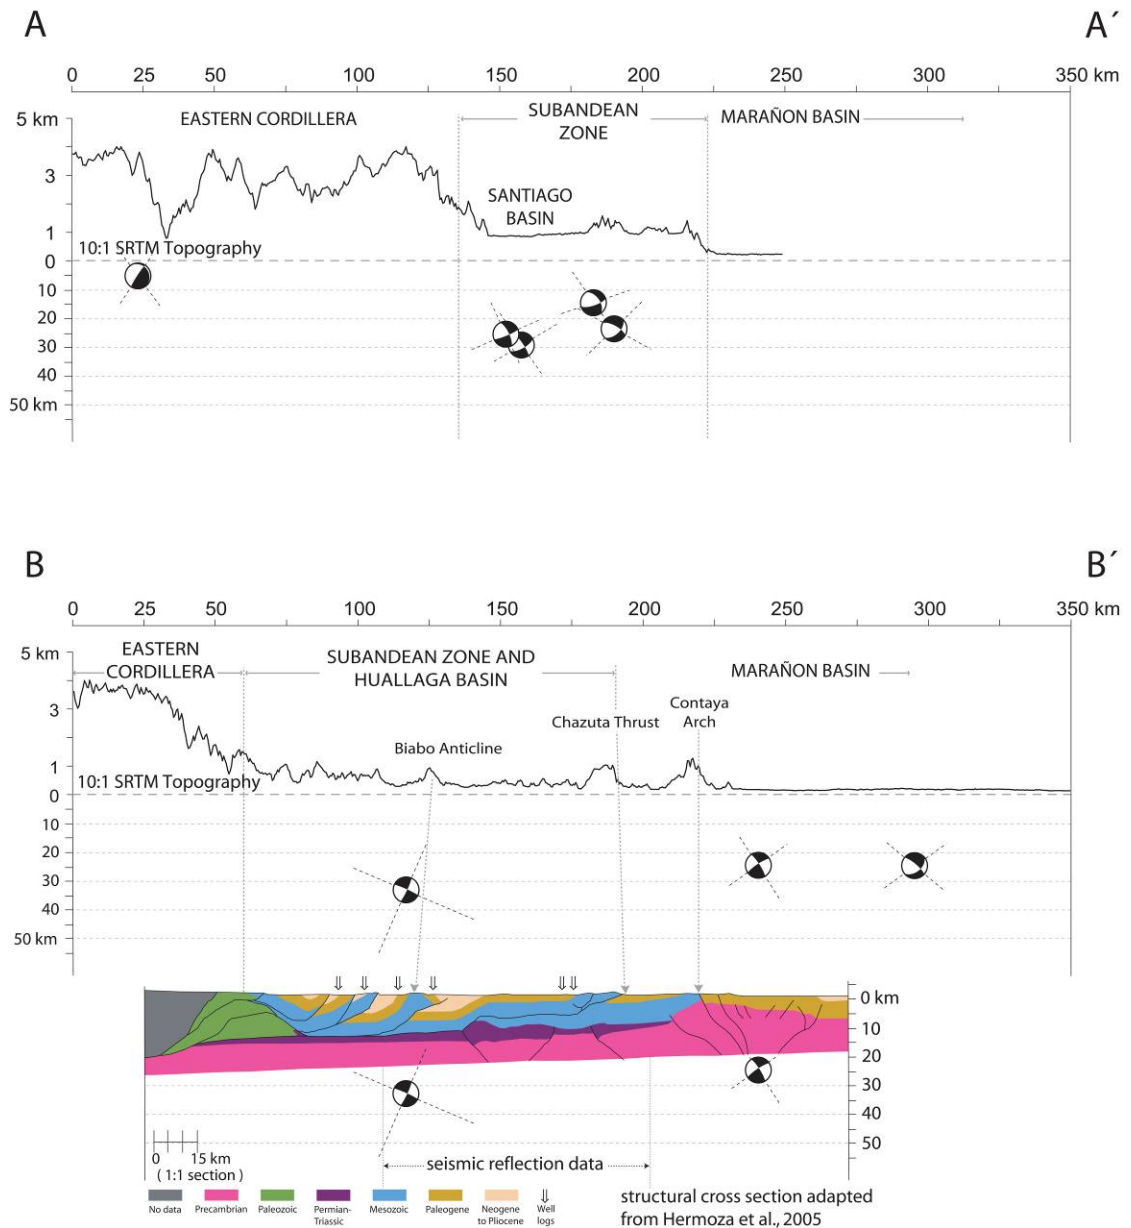 A
A´
0 25 50 100 150 200 250 300 350 km
5 km
EASTERN CORDILLERA
SUBANDEAN
ZONE
MARAÑON BASIN
3
SANTIAGO
BASIN
1
10:1 SRTM Topography
0
10
20
30
40
50 km
B
B´
0 25 50 100 150 200 250 300 350 km
5 km
EASTERN
CORDILLERA
SUBANDEAN ZONE AND
HUALLAGA BASIN
MARAÑON BASIN
3
Contaya
Arch
Chazuta Thrust
Biabo Anticline
1
10:1 SRTM Topography
0
10
20
30
40
50 km
0 km
10
20
30
40
50
0 15 km
( 1:1 section )
seismic reflection data
No data
Precambrian
Paleozoic
Permian-
Triassic
Mesozoic
Paleogene
Neogene
to Pliocene
Well
logs
structural cross section adapted
from Hermoza et al., 2005